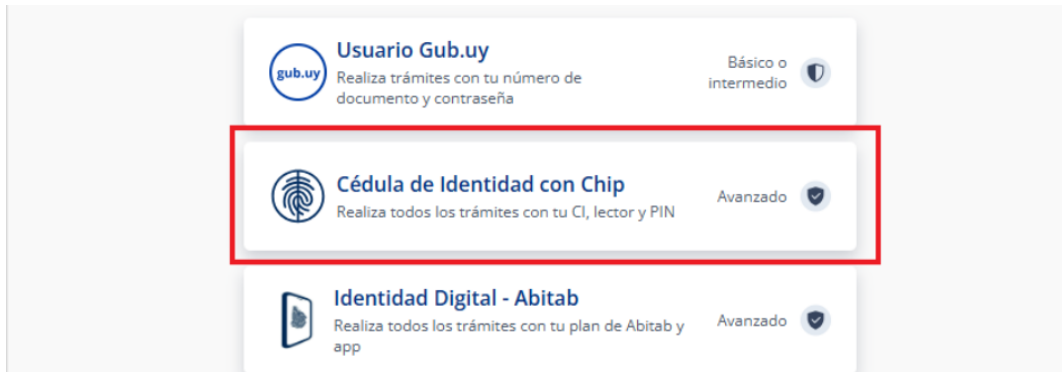 gub.uy
Usuario Gub.uy
Realiza trámites con tu número de
documento y contraseña
Básico o
intermedio
Cédula de Identidad con Chip
Realiza todos los trámites con tu CI, lector y PIN
Avanzado
Identidad Digital - Abitab
Realiza todos los trámites con tu plan de Abitab y
app
Avanzado